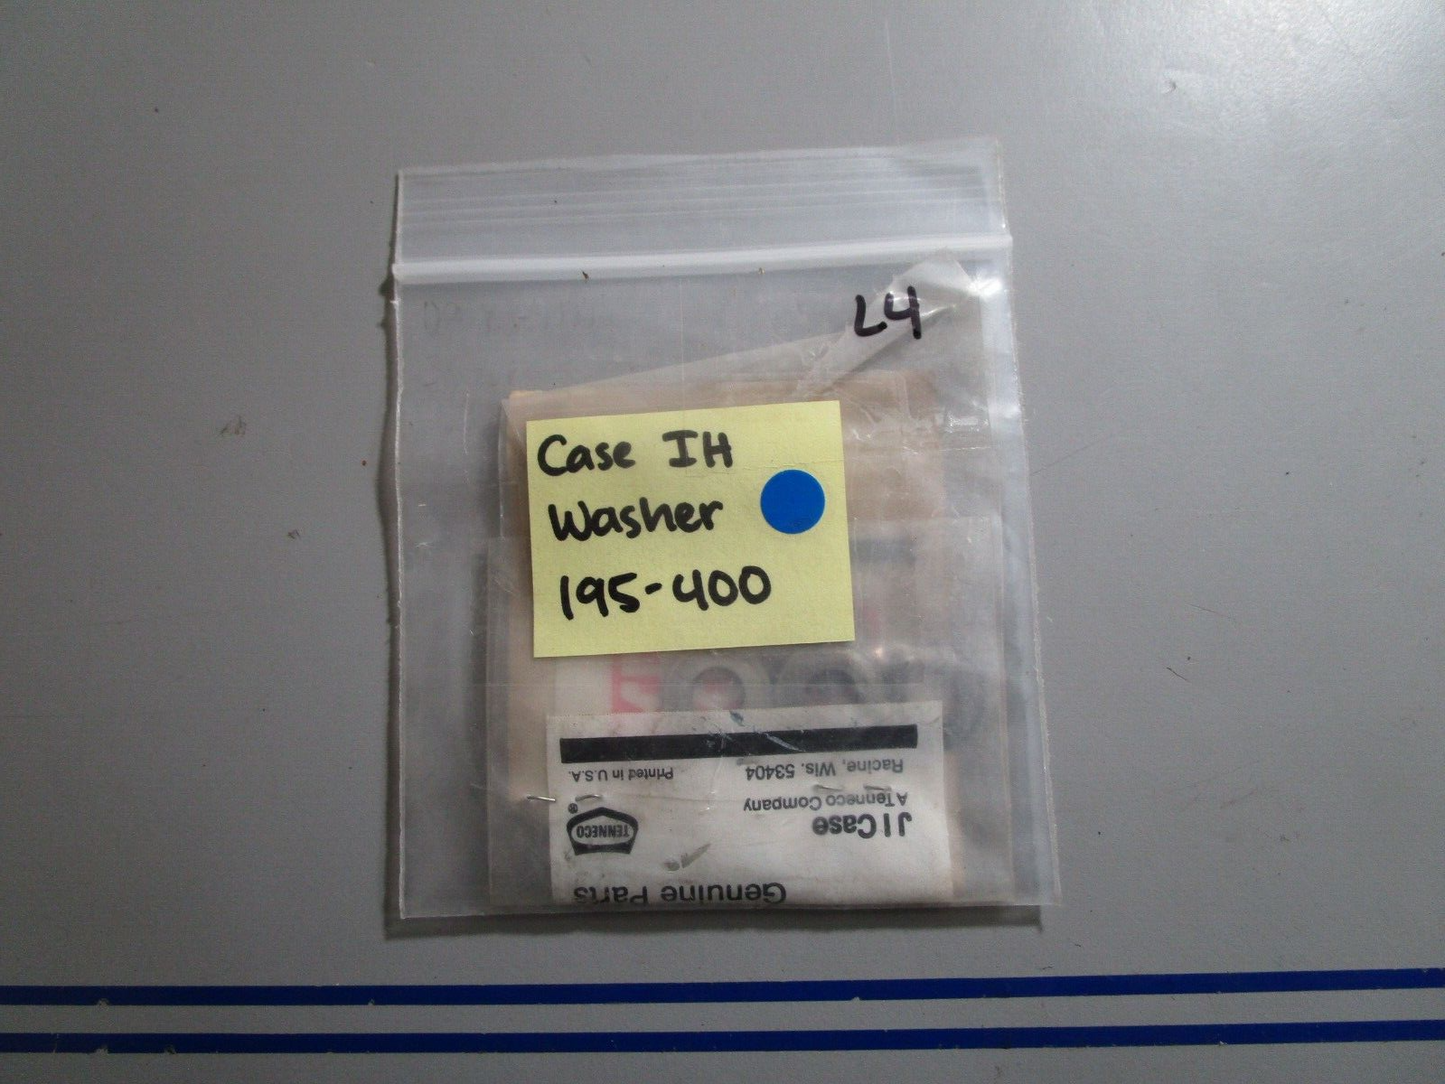 L4
Case IH
Washer
195-400
Genuine Parts
J I Case
A Tenneco Company
Racine, Wis. 53404
TENNECO
®
Printed in U.S.A.